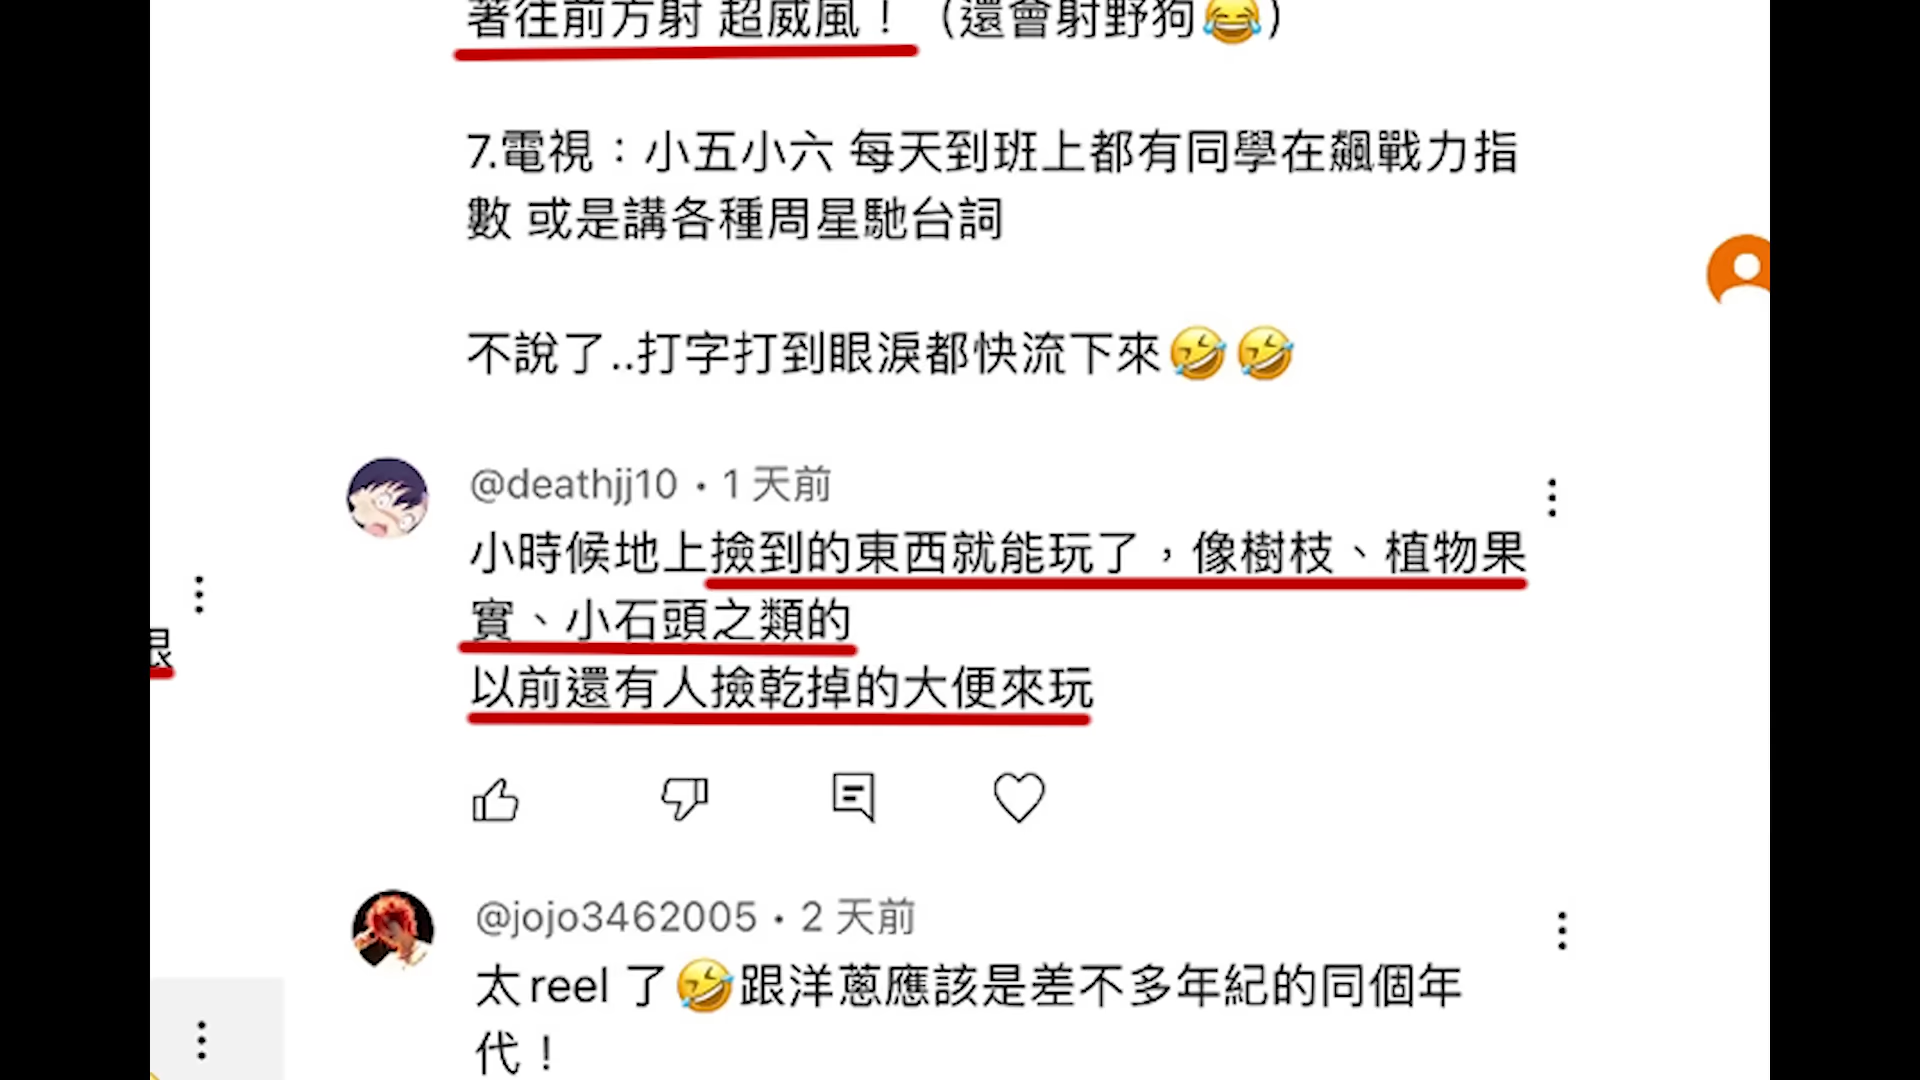 著往前方射 超威風！（還會射野狗😂）
7.電視：小五小六 每天到班上都有同學在飆戰力指
數 或是講各種周星馳台詞
不說了..打字打到眼淚都快流下來🤣🤣
@deathjj10・1 天前
小時候地上撿到的東西就能玩了，像樹枝、植物果
實、小石頭之類的
以前還有人撿乾掉的大便來玩
@jojo3462005・2 天前
太reel 了🤣跟洋蔥應該是差不多年紀的同個年
代！